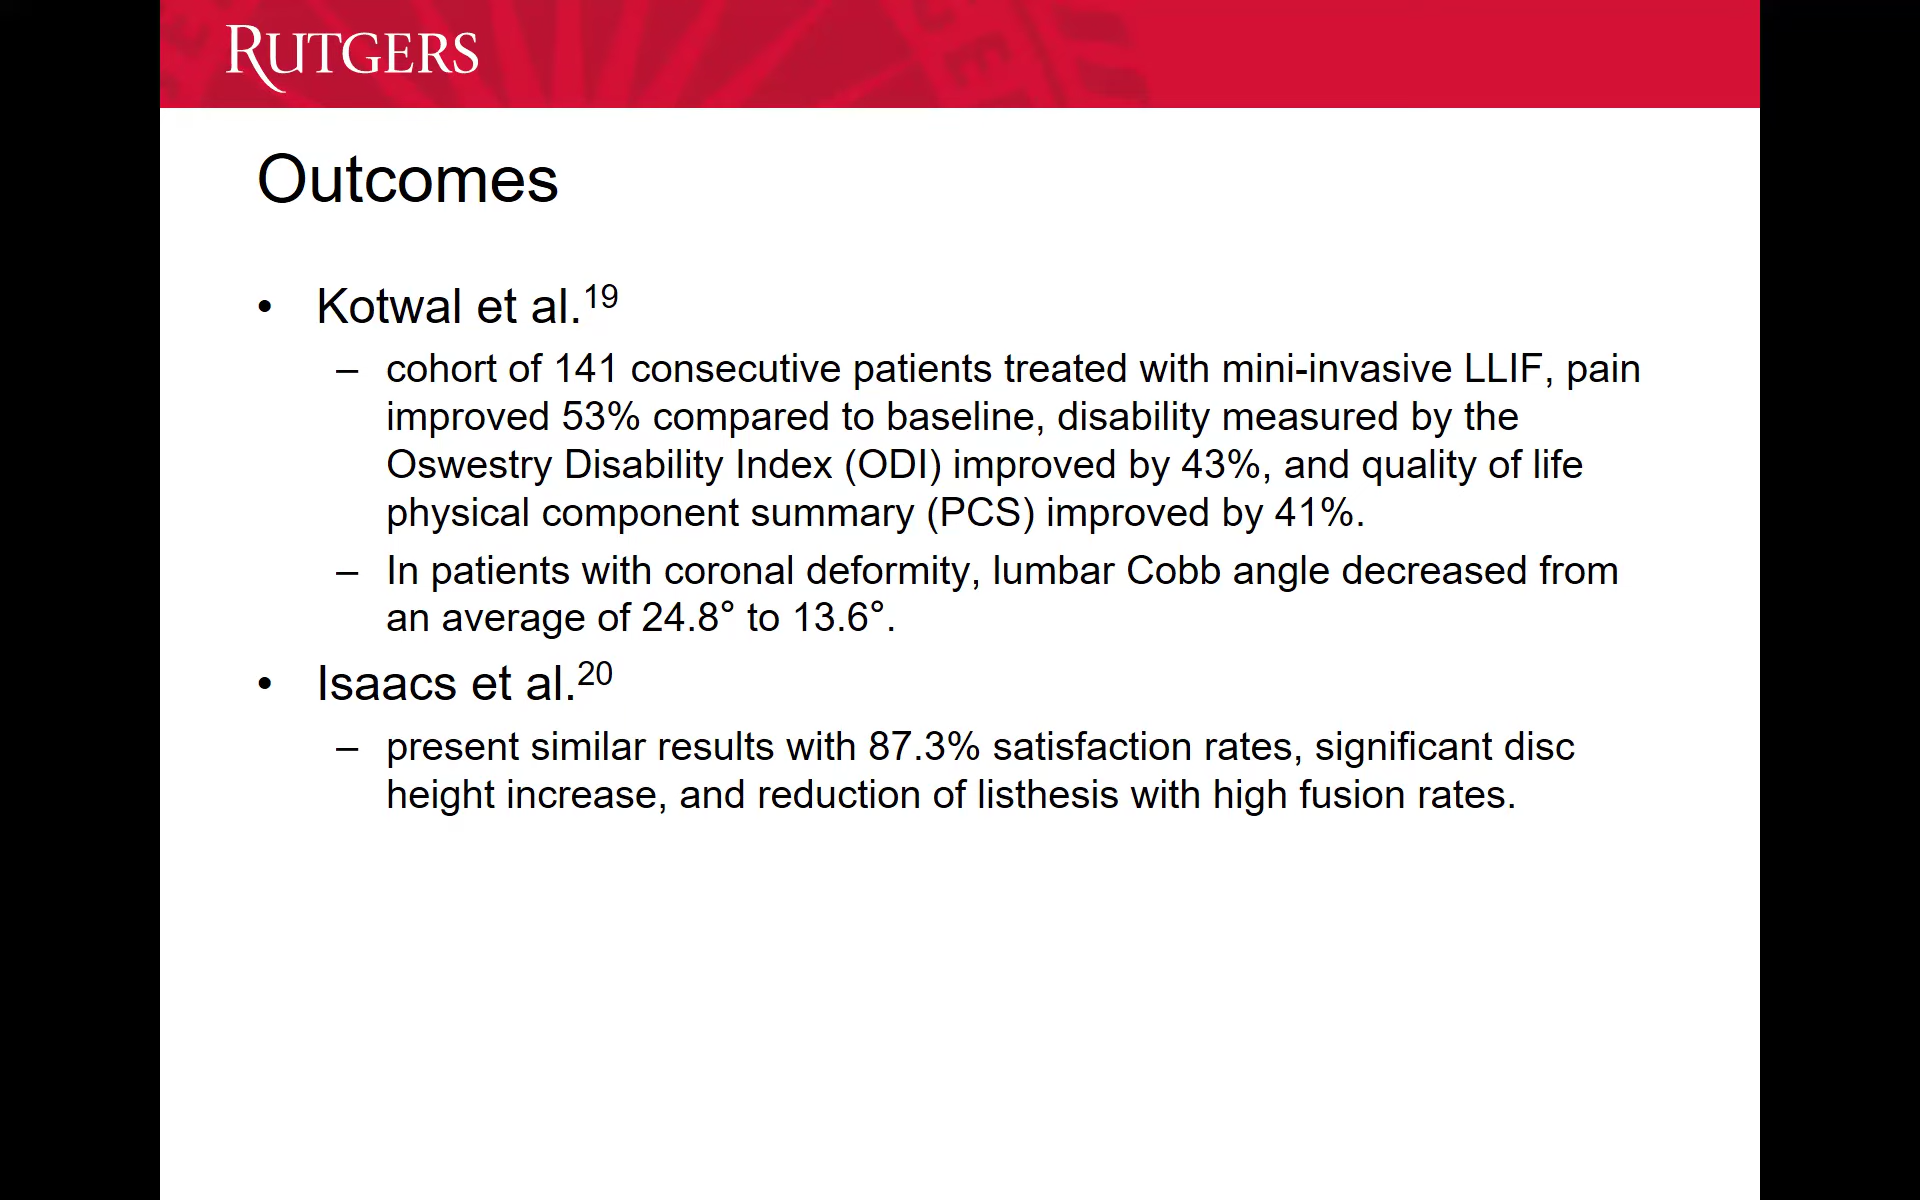 RUTGERS
Outcomes
• Kotwal et al.19
– cohort of 141 consecutive patients treated with mini-invasive LLIF, pain
improved 53% compared to baseline, disability measured by the
Oswestry Disability Index (ODI) improved by 43%, and quality of life
physical component summary (PCS) improved by 41%.
– In patients with coronal deformity, lumbar Cobb angle decreased from
an average of 24.8° to 13.6°.
• Isaacs et al.20
– present similar results with 87.3% satisfaction rates, significant disc
height increase, and reduction of listhesis with high fusion rates.